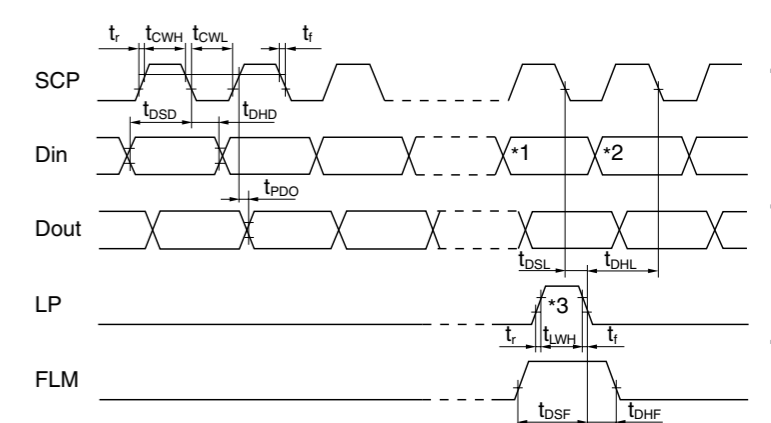 tr tCWH tCWL tf
SCP
tDSD tDHD
Din *1 *2
tPDO
Dout
tDSL tDHL
LP *3
tr tLWH tf
FLM
tDSF tDHF